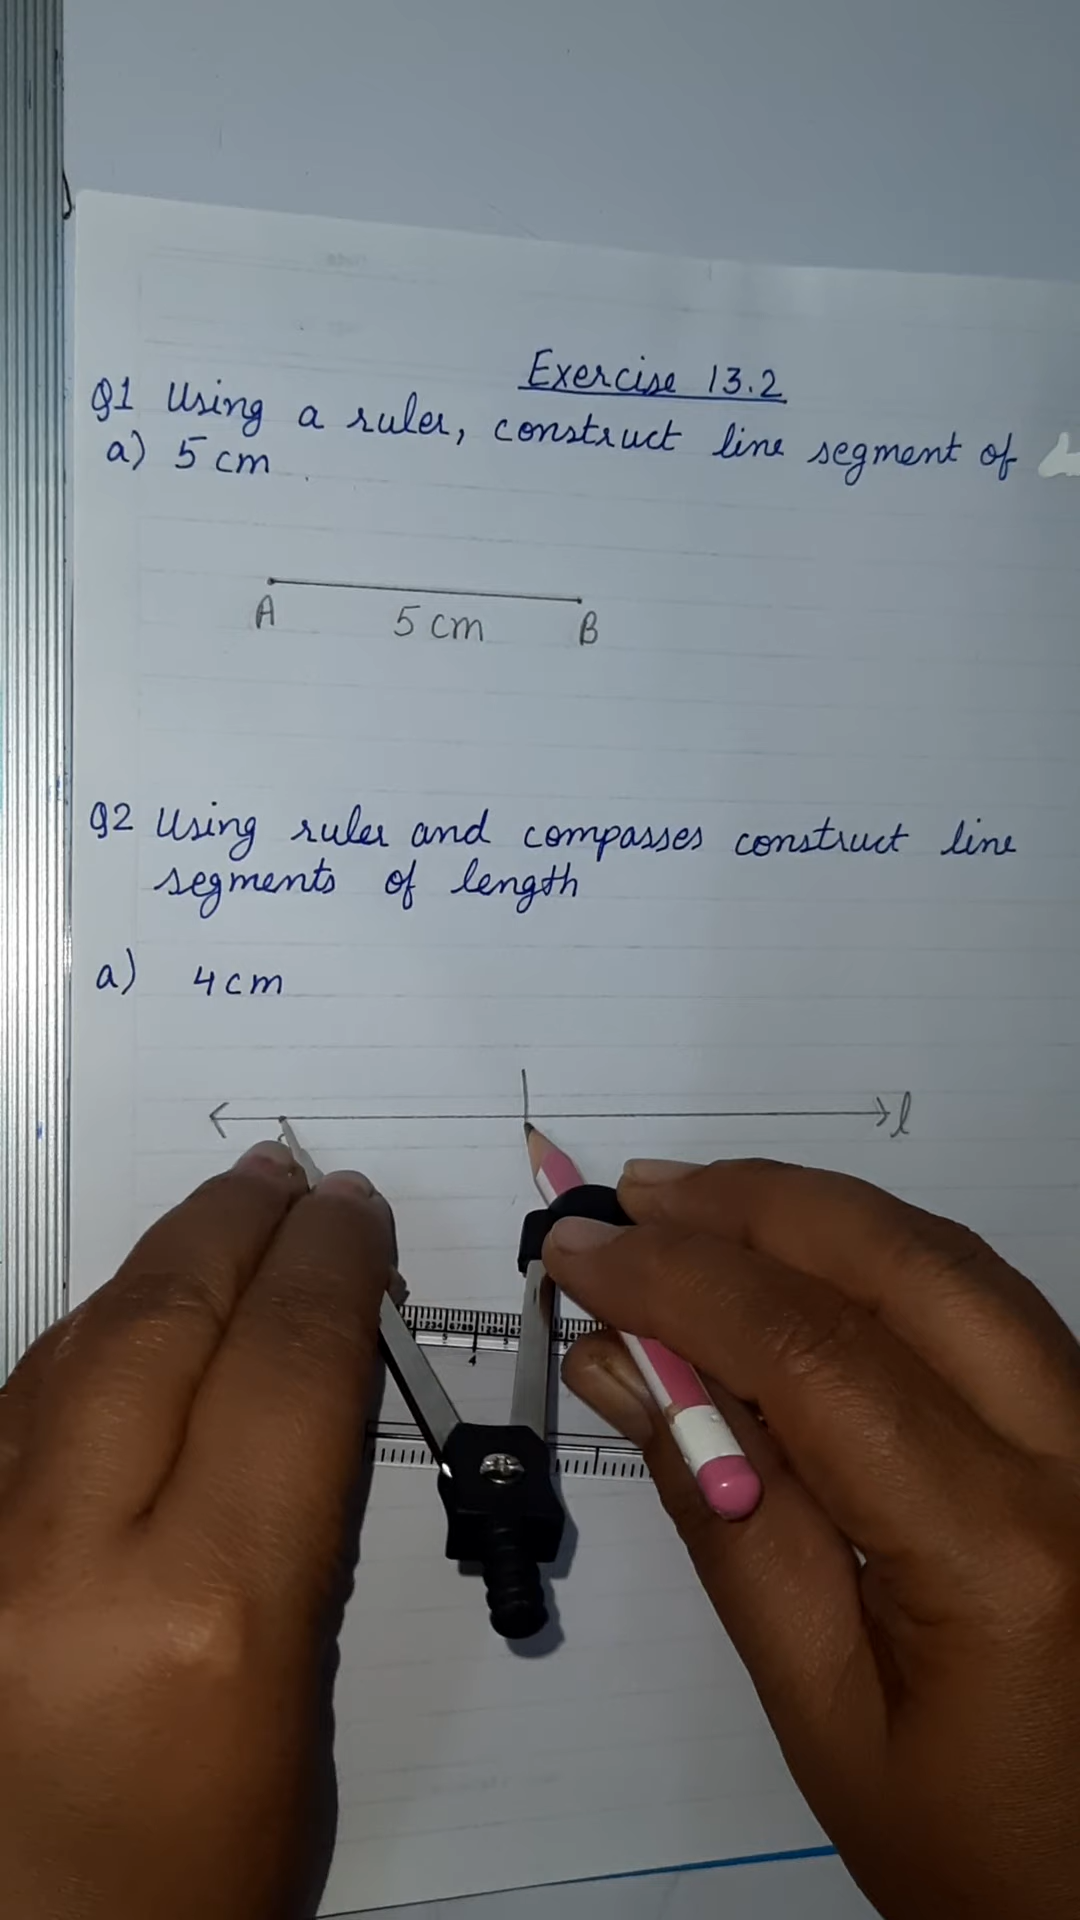 Exercise 13.2
Q1 Using a ruler, construct line segment of
a) 5 cm
A 5 cm B
Q2 Using ruler and compasses construct line
segments of length
a) 4 cm
l
4